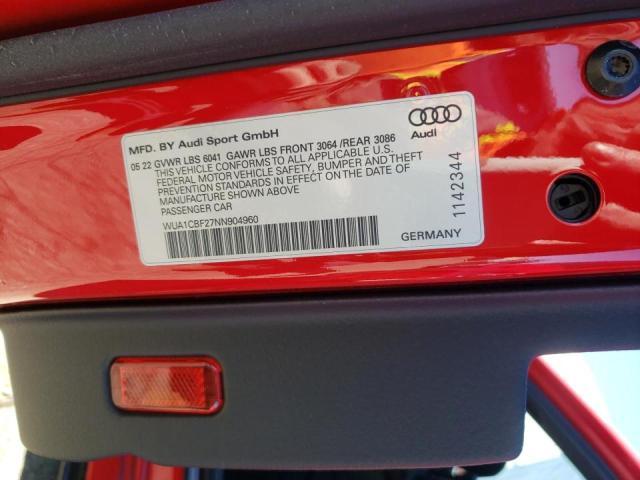 MFD. BY Audi Sport GmbH
Audi
05 22 GVWR LBS 6041 GAWR LBS FRONT 3064 /REAR 3086
THIS VEHICLE CONFORMS TO ALL APPLICABLE U.S.
FEDERAL MOTOR VEHICLE SAFETY, BUMPER AND THEFT
PREVENTION STANDARDS IN EFFECT ON THE DATE OF
MANUFACTURE SHOWN ABOVE
PASSENGER CAR
WUA1CBF27NN904960
GERMANY
1142344